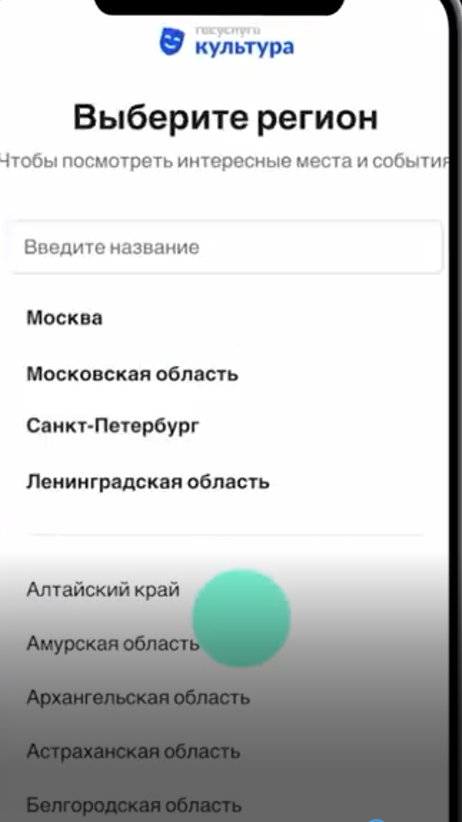 госуслуги
культура
Выберите регион
Чтобы посмотреть интересные места и события
Введите название
Москва
Московская область
Санкт-Петербург
Ленинградская область
Алтайский край
Амурская область
Архангельская область
Астраханская область
Белгородская область